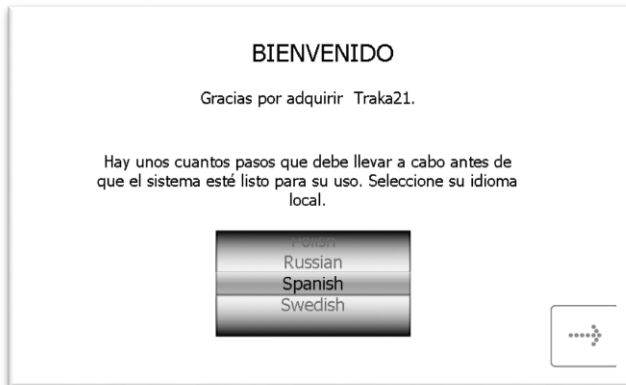 BIENVENIDO
Gracias por adquirir Traka21.
Hay unos cuantos pasos que debe llevar a cabo antes de
que el sistema esté listo para su uso. Seleccione su idioma
local.
Polish
Russian
Spanish
Swedish